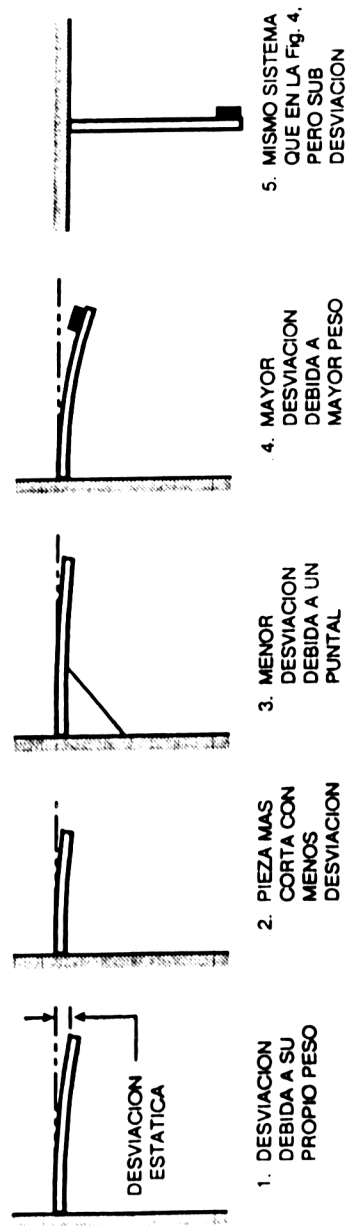 DESVIACION
ESTATICA
1. DESVIACION
DEBIDA A SU
PROPIO PESO
2. PIEZA MAS
CORTA CON
MENOS
DESVIACION
3. MENOR
DESVIACION
DEBIDA A UN
PUNTAL
4. MAYOR
DESVIACION
DEBIDA A
MAYOR PESO
5. MISMO SISTEMA
QUE EN LA Fig. 4,
PERO SUB
DESVIACION